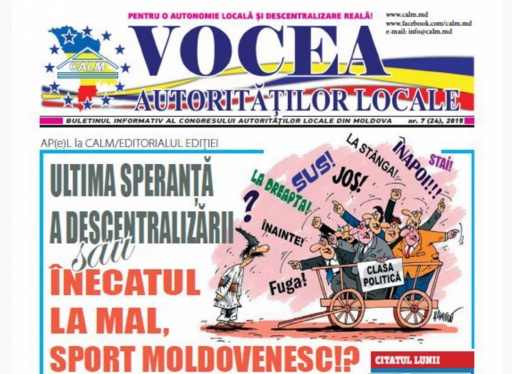 PENTRU O AUTONOMIE LOCALĂ ȘI DESCENTRALIZARE REALĂ!
www.calm.md
www.facebook.com/calm.md
e-mail: info@calm.md
CALM
VOCEA
AUTORITĂȚILOR LOCALE
BULETINUL INFORMATIV AL CONGRESULUI AUTORITĂȚILOR LOCALE DIN MOLDOVA
nr. 7 (24), 2015
AP(e)L la CALM/EDITORIALUL EDIȚIEI
ULTIMA SPERANȚĂ
A DESCENTRALIZĂRII
sau
ÎNECATUL
LA MAL,
SPORT MOLDOVENESC!?
?
ÎNAINTE!
Fuga!
LA DREAPTA!
SUS!
JOS!
LA STÂNGA!
ÎNAPOI!!!
STAI!
CLASA
POLITICĂ
CITATUL LUNII